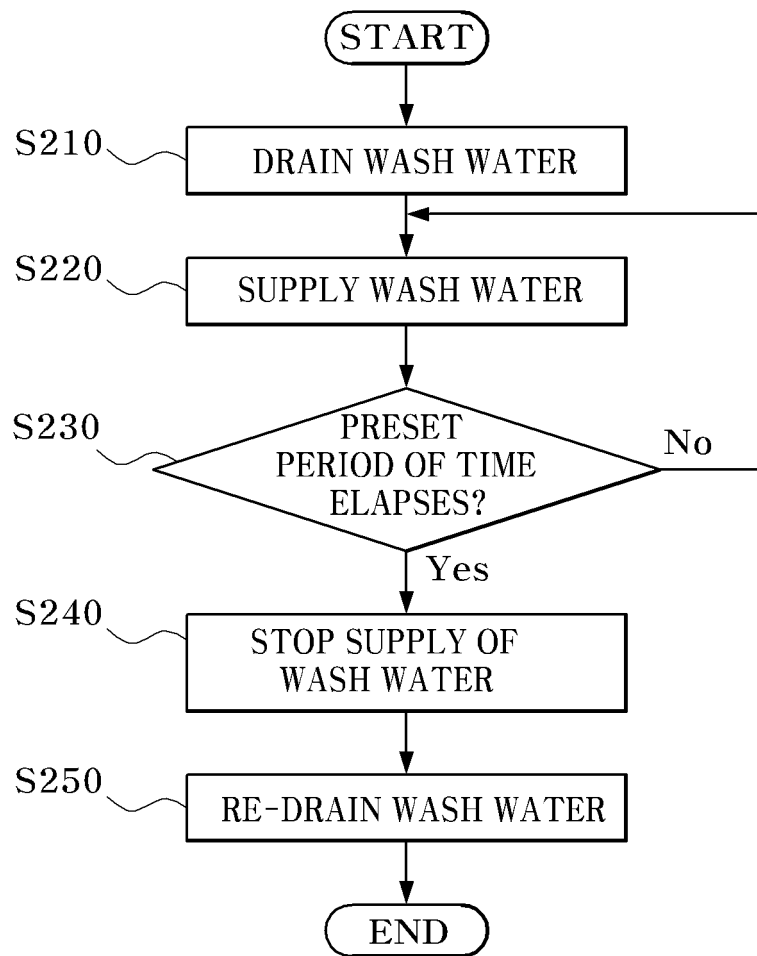 START
S210
DRAIN WASH WATER
S220
SUPPLY WASH WATER
S230
PRESET
PERIOD OF TIME
ELAPSES?
No
Yes
S240
STOP SUPPLY OF
WASH WATER
S250
RE-DRAIN WASH WATER
END